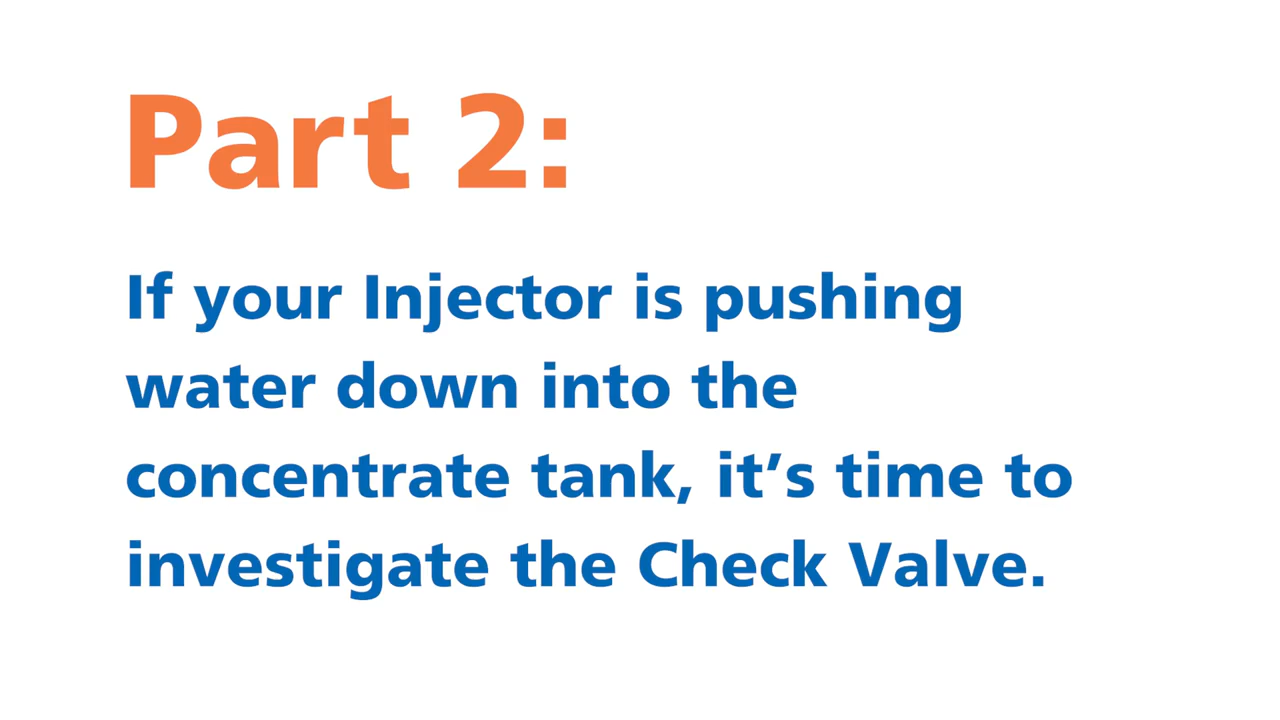 Part 2:
If your Injector is pushing
water down into the
concentrate tank, it’s time to
investigate the Check Valve.